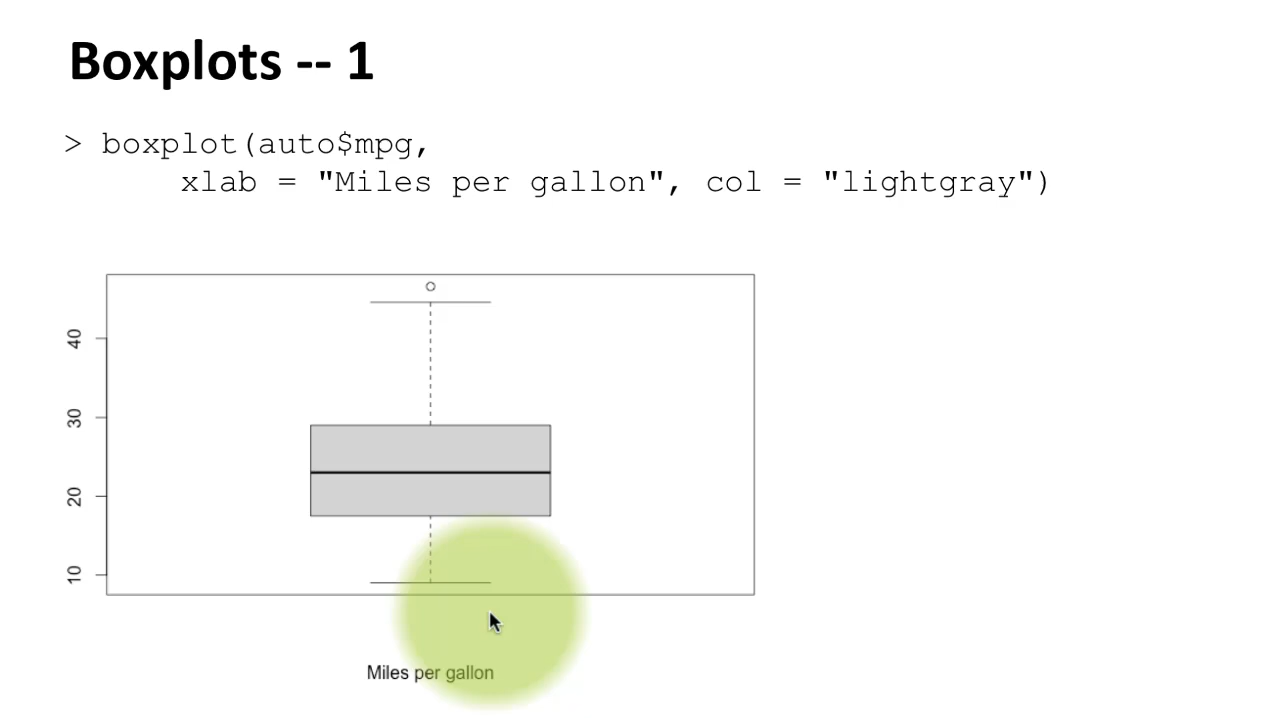 Boxplots -- 1
> boxplot(auto$mpg,
xlab = "Miles per gallon", col = "lightgray")
40
30
20
10
Miles per gallon